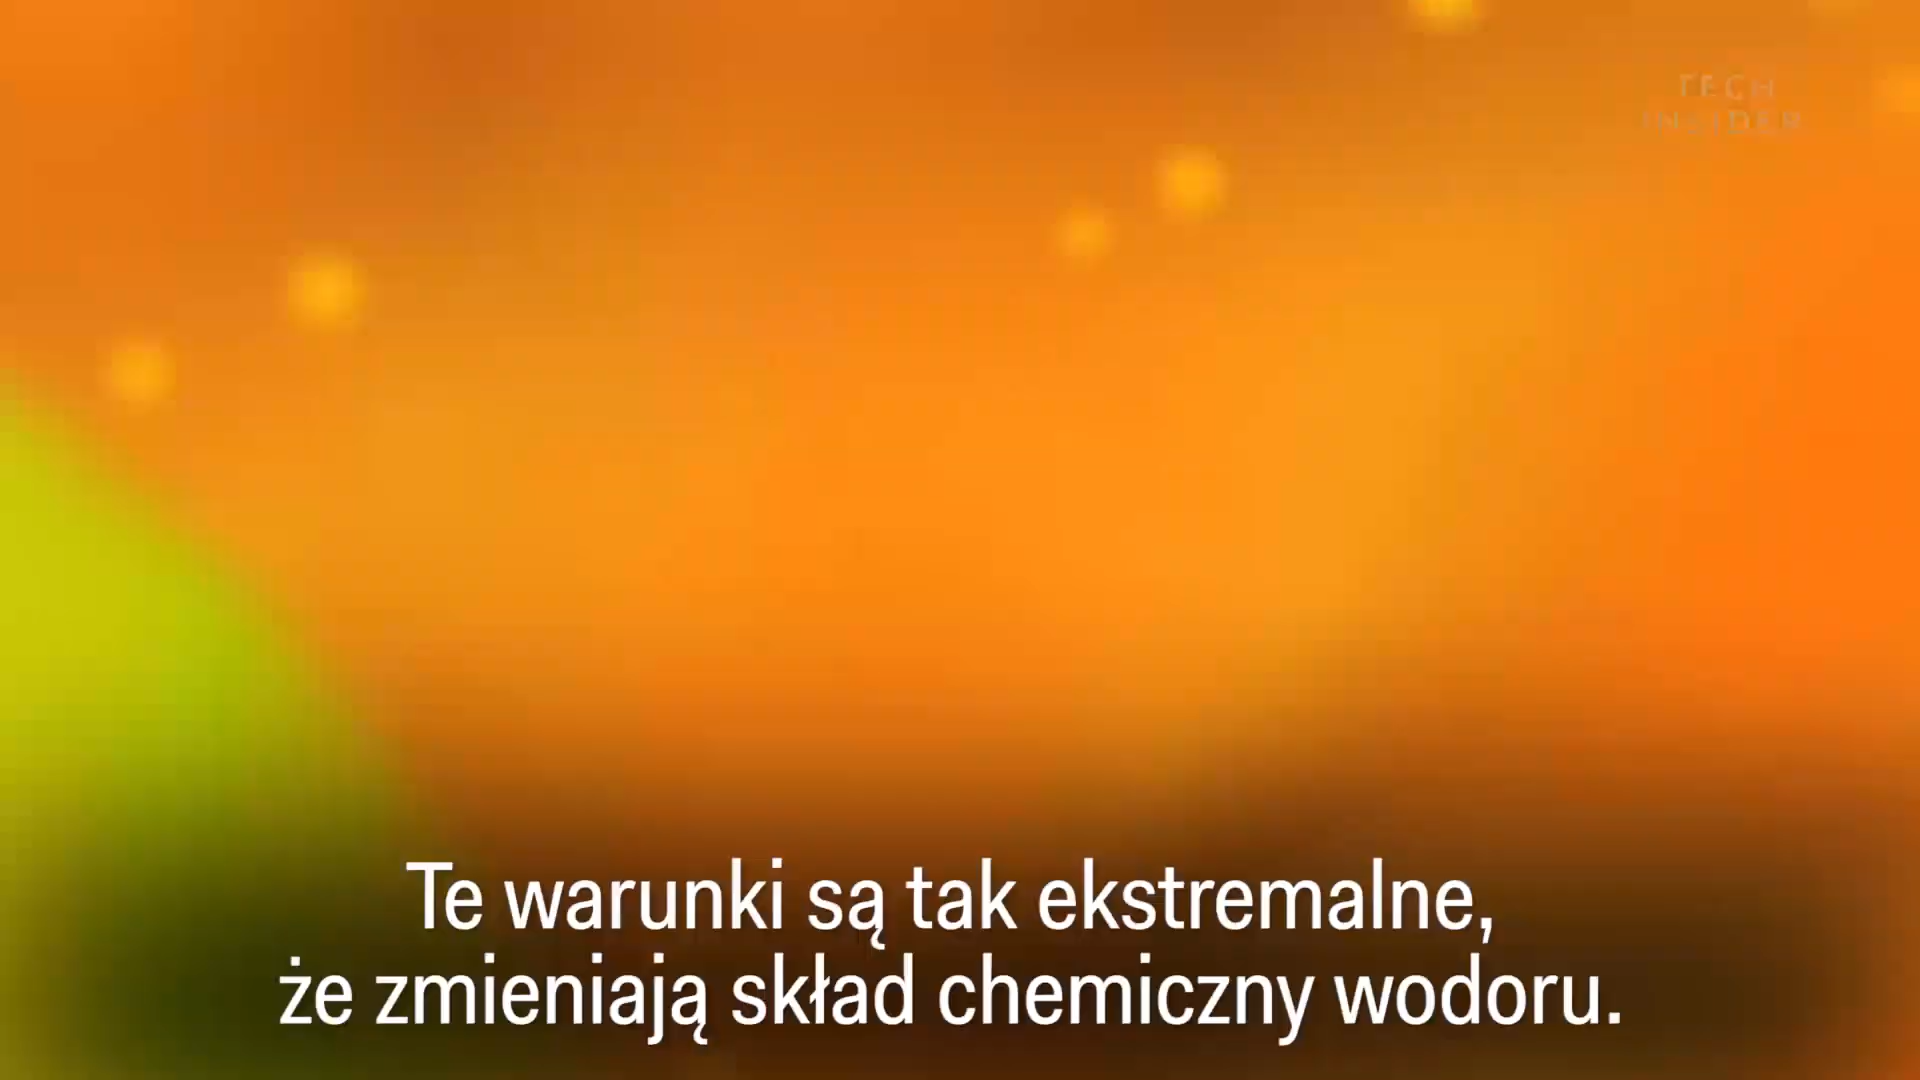 TECH
INSIDER
Te warunki są tak ekstremalne,
że zmieniają skład chemiczny wodoru.